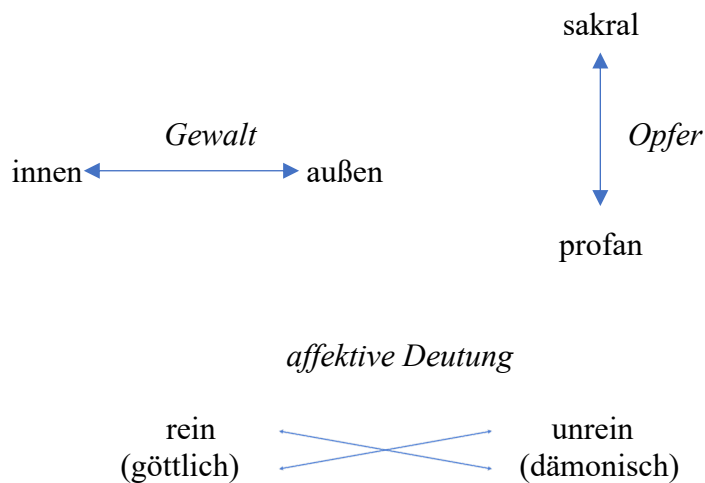 sakral
Gewalt
Opfer
innen außen
profan
affektive Deutung
rein unrein
(göttlich) (dämonisch)